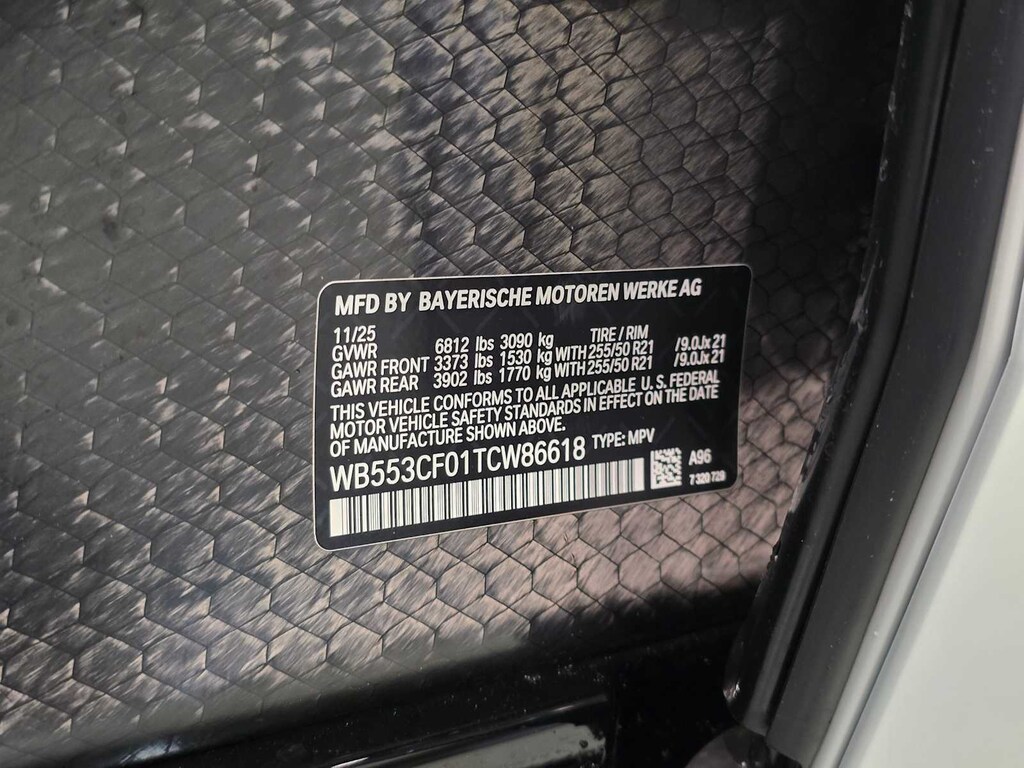 MFD BY BAYERISCHE MOTOREN WERKE AG
11/25 TIRE / RIM
GVWR 6812 lbs 3090 kg
GAWR FRONT 3373 lbs 1530 kg WITH 255/50 R21 /9.0Jx21
GAWR REAR 3902 lbs 1770 kg WITH 255/50 R21 /9.0Jx21
THIS VEHICLE CONFORMS TO ALL APPLICABLE U.S. FEDERAL
MOTOR VEHICLE SAFETY STANDARDS IN EFFECT ON THE DATE
OF MANUFACTURE SHOWN ABOVE.
WB553CF01TCW86618 TYPE: MPV
A96
7 320 729